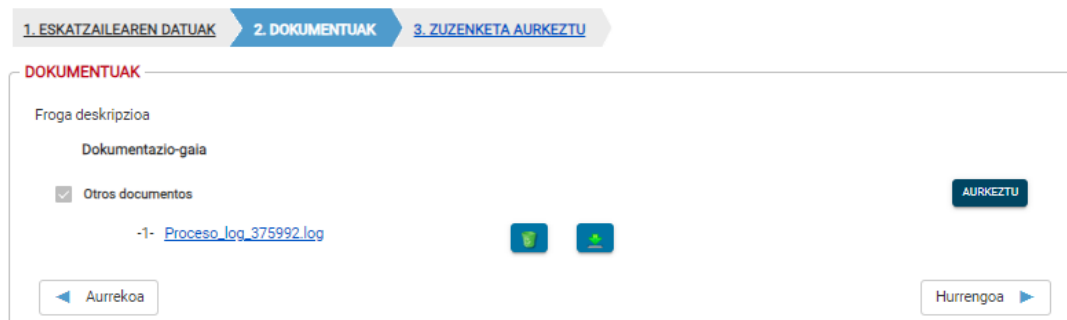 1. ESKATZAILEAREN DATUAK 2. DOKUMENTUAK 3. ZUZENKETA AURKEZTU
DOKUMENTUAK
Froga deskripzioa
Dokumentazio-gaia
Otros documentos AURKEZTU
-1- Proceso_log_375992.log
Aurrekoa Hurrengoa